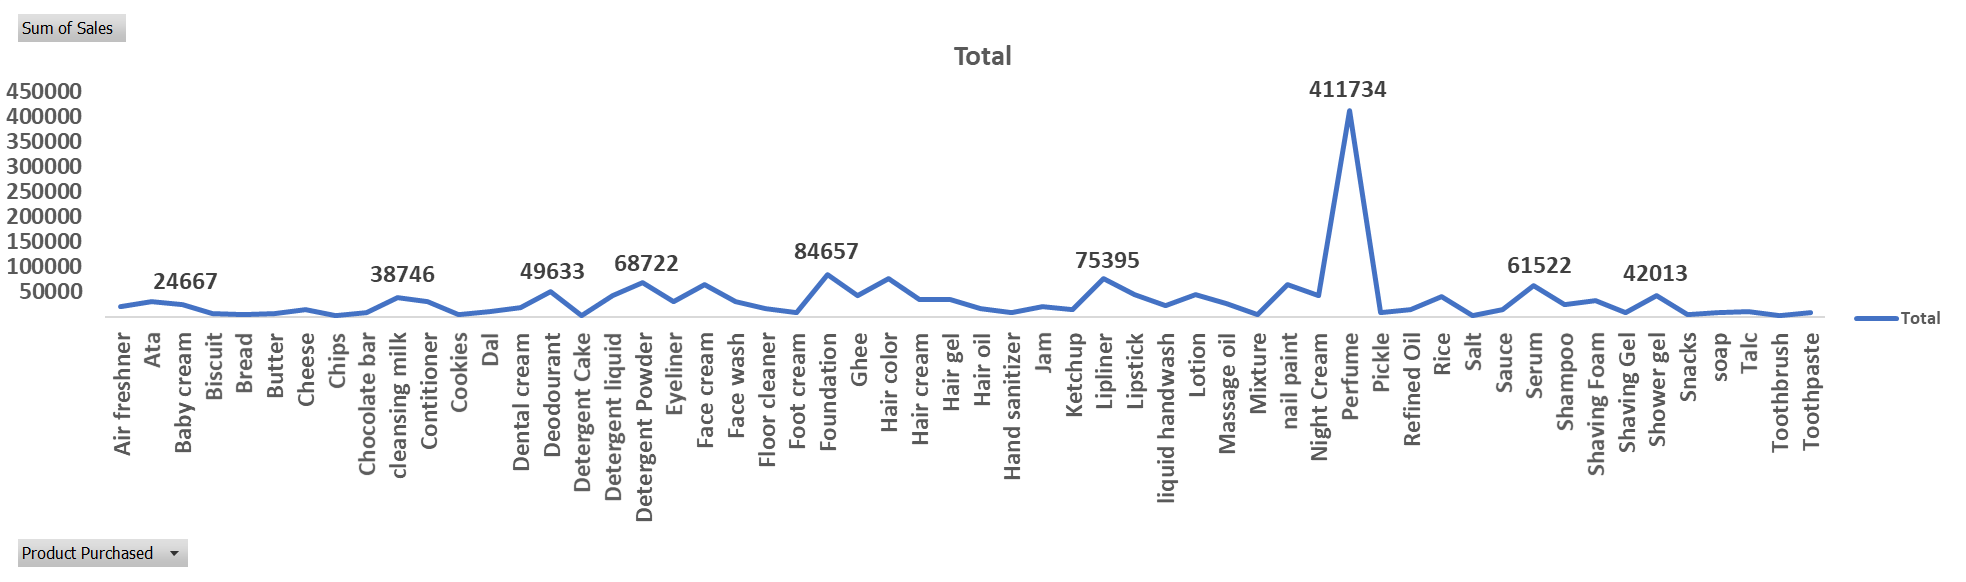 Sum of Sales
Total
450000
400000
350000
300000
250000
200000
150000
100000
50000
24667
38746
49633
68722
84657
75395
411734
61522
42013
Air freshner
Ata
Baby cream
Biscuit
Bread
Butter
Cheese
Chips
Chocolate bar
cleansing milk
Contitioner
Cookies
Dal
Dental cream
Deodourant
Detergent Cake
Detergent liquid
Detergent Powder
Eyeliner
Face cream
Face wash
Floor cleaner
Foot cream
Foundation
Ghee
Hair color
Hair cream
Hair gel
Hair oil
Hand sanitizer
Jam
Ketchup
Lipliner
Lipstick
liquid handwash
Lotion
Massage oil
Mixture
nail paint
Night Cream
Perfume
Pickle
Refined Oil
Rice
Salt
Sauce
Serum
Shampoo
Shaving Foam
Shaving Gel
Shower gel
Snacks
soap
Talc
Toothbrush
Toothpaste
Total
Product Purchased